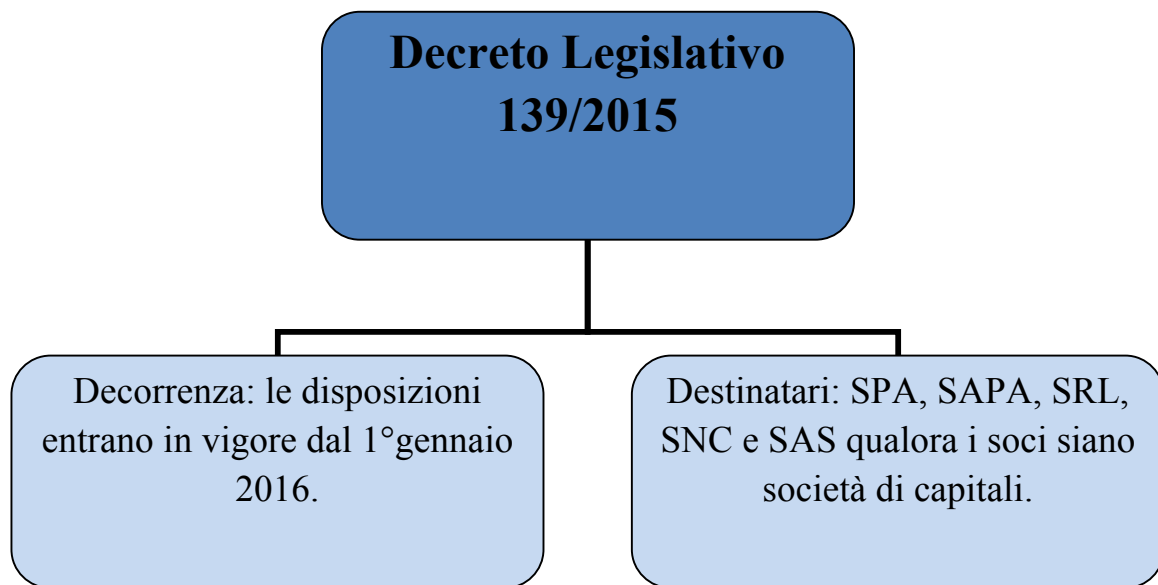 Decreto Legislativo
139/2015
Decorrenza: le disposizioni
entrano in vigore dal 1°gennaio
2016.
Destinatari: SPA, SAPA, SRL,
SNC e SAS qualora i soci siano
società di capitali.